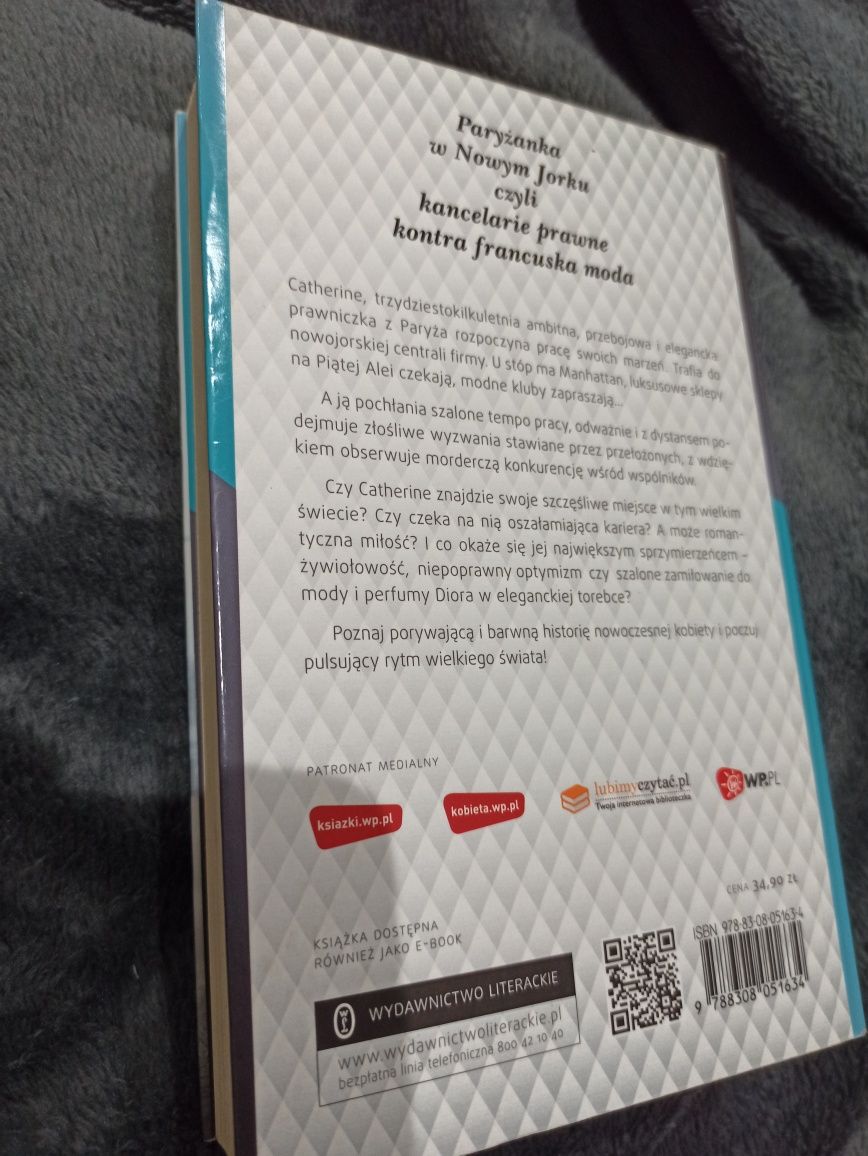 Paryżanka
w Nowym Jorku
czyli
kancelarie prawne
kontra francuska moda
Catherine, trzydziestokilkuletnia ambitna, przebojowa i elegancka
prawniczka z Paryża rozpoczyna pracę swoich marzeń. Trafia do
nowojorskiej centrali firmy. U stóp ma Manhattan, luksusowe sklepy
na Piątej Alei czekają, modne kluby zapraszają...
A ją pochłania szalone tempo pracy, odważnie i z dystansem po-
dejmuje złośliwe wyzwania stawiane przez przełożonych, z wdzię-
kiem obserwuje morderczą konkurencję wśród wspólników.
Czy Catherine znajdzie swoje szczęśliwe miejsce w tym wielkim
świecie? Czy czeka na nią oszałamiająca kariera? A może roman-
tyczna miłość? I co okaże się jej największym sprzymierzeńcem –
żywiołowość, niepoprawny optymizm czy szalone zamiłowanie do
mody i perfumy Diora w eleganckiej torebce?
Poznaj porywającą i barwną historię nowoczesnej kobiety i poczuj
pulsujący rytm wielkiego świata!
PATRONAT MEDIALNY
ksiazki.wp.pl
kobieta.wp.pl
lubimyczytać.pl
Twoja internetowa biblioteczka
WP.PL
CENA 34,90 ZŁ
KSIĄŻKA DOSTĘPNA
RÓWNIEŻ JAKO E-BOOK
ISBN 978-83-08-05163-4
9 788308 051634
WYDAWNICTWO LITERACKIE
www.wydawnictwoliterackie.pl
bezpłatna linia telefoniczna 800 42 10 40